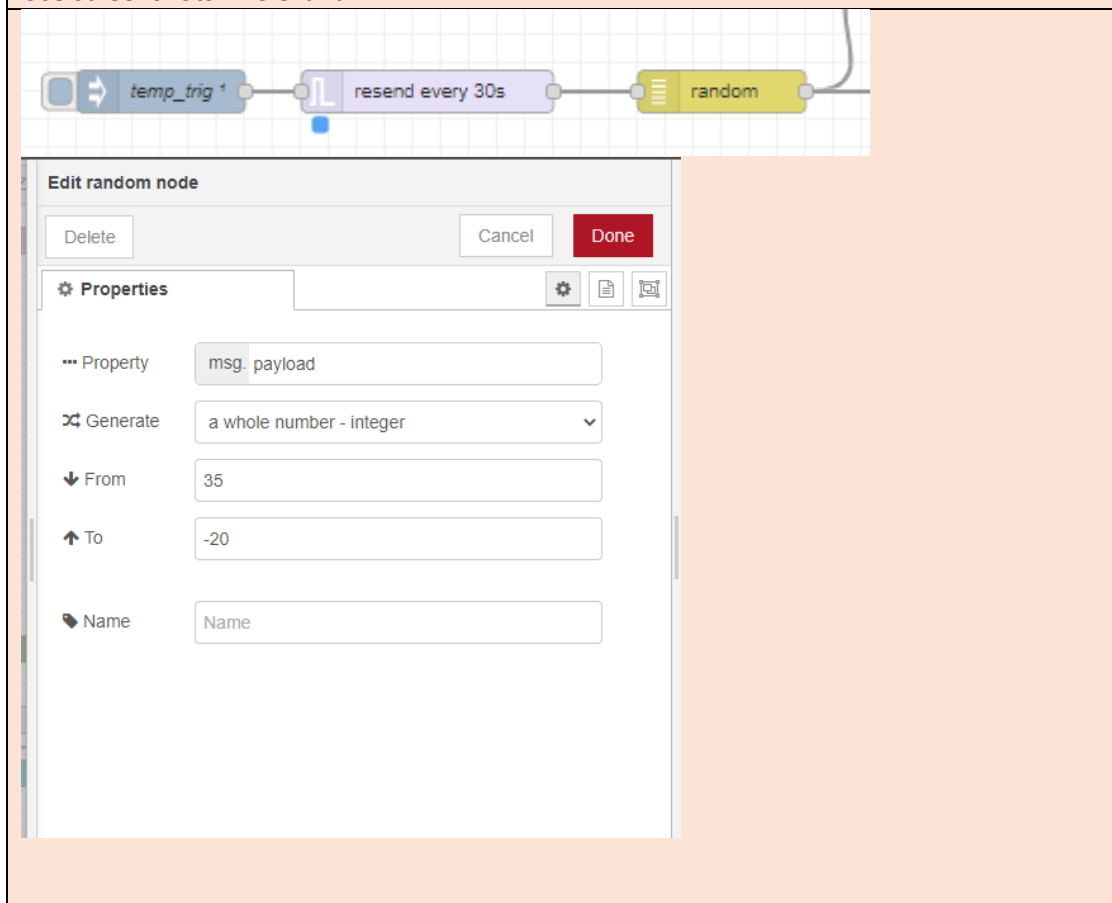 temp_trig ¹
resend every 30s
random
Edit random node
Delete
Cancel
Done
Properties
Property
msg. payload
Generate
a whole number - integer
From
35
To
-20
Name
Name